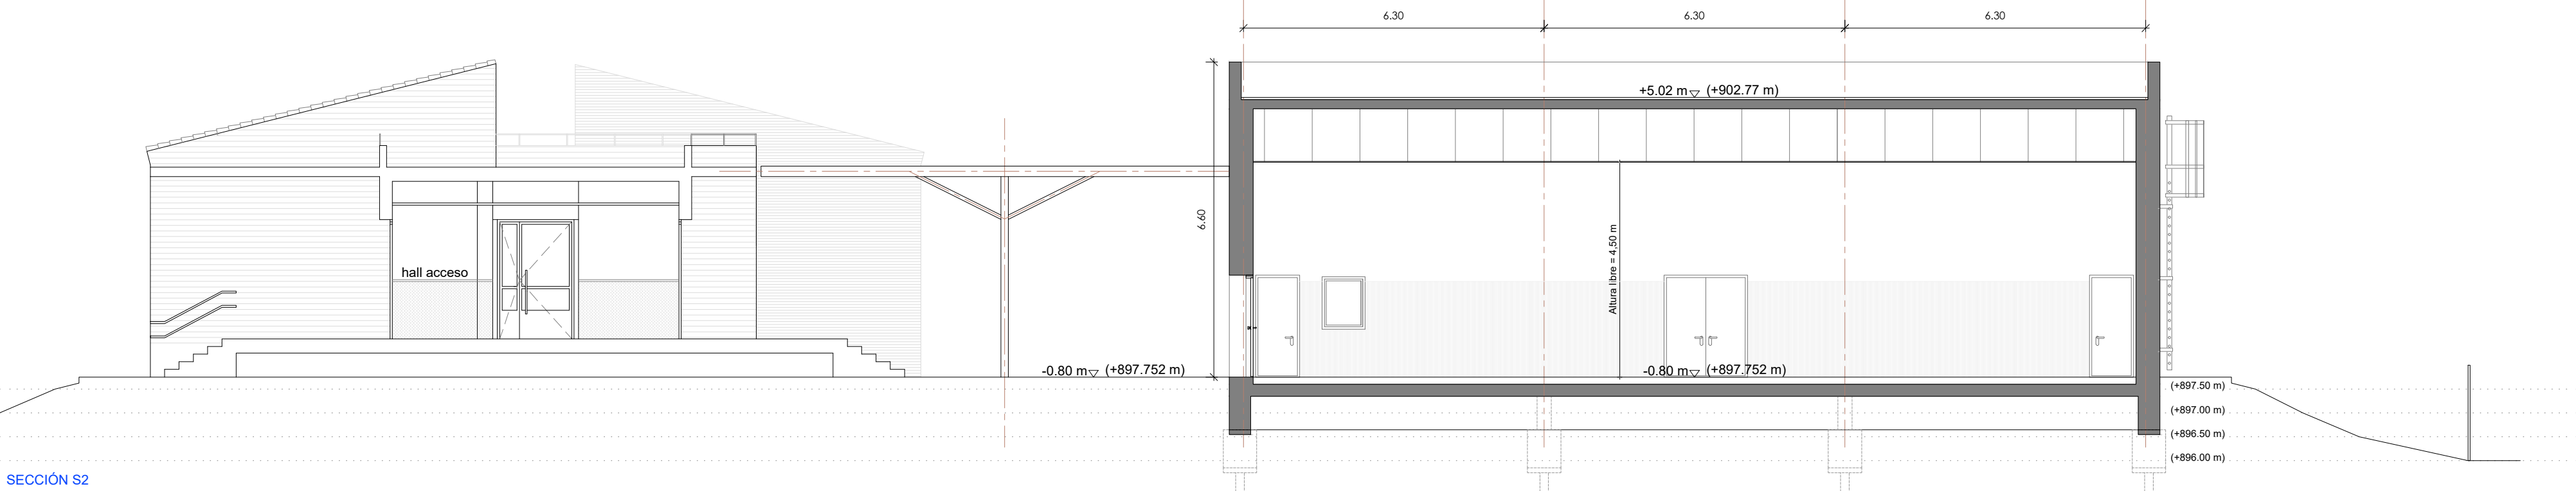 6.30
6.30
6.30
+5.02 m (+902.77 m)
6.60
Altura libre = 4,50 m
hall acceso
-0.80 m (+897.752 m)
-0.80 m (+897.752 m)
(+897.50 m)
(+897.00 m)
(+896.50 m)
(+896.00 m)
SECCIÓN S2